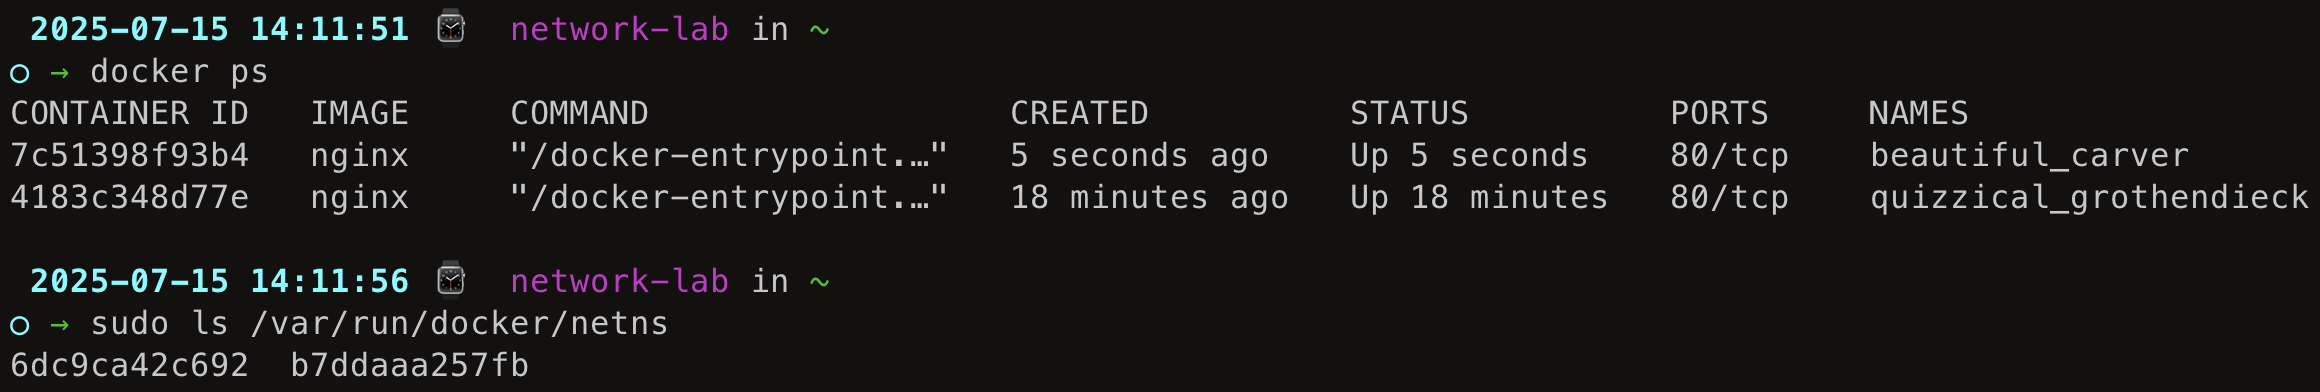 2025-07-15 14:11:51 ⌚ network-lab in ~
○ → docker ps
CONTAINER ID   IMAGE     COMMAND                  CREATED          STATUS          PORTS     NAMES
7c51398f93b4   nginx     "/docker-entrypoint.…"   5 seconds ago    Up 5 seconds    80/tcp    beautiful_carver
4183c348d77e   nginx     "/docker-entrypoint.…"   18 minutes ago   Up 18 minutes   80/tcp    quizzical_grothendieck
2025-07-15 14:11:56 ⌚ network-lab in ~
○ → sudo ls /var/run/docker/netns
6dc9ca42c692  b7ddaaa257fb